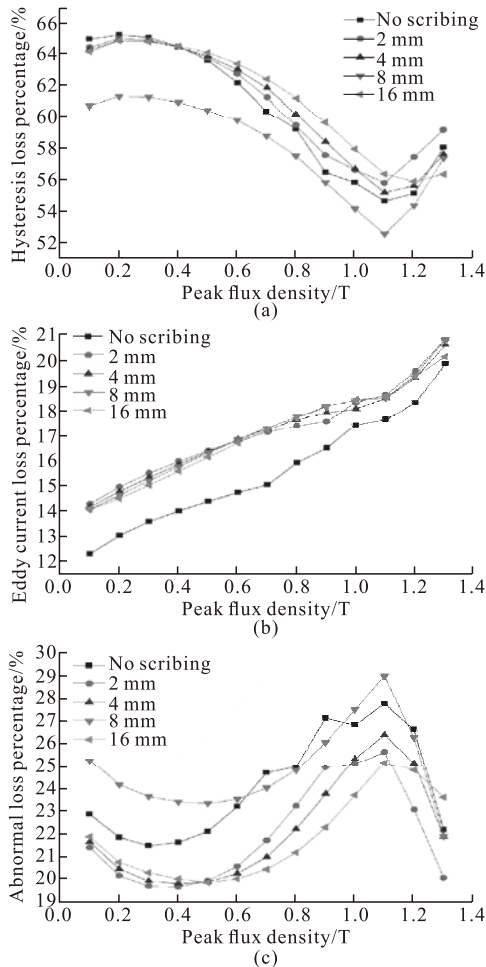 Hysteresis loss percentage/%
66
64
62
60
58
56
54
52
No scribing
2 mm
4 mm
8 mm
16 mm
0.0 0.2 0.4 0.6 0.8 1.0 1.2 1.4
Peak flux density/T
(a)
Eddy current loss percentage/%
21
20
19
18
17
16
15
14
13
12
No scribing
2 mm
4 mm
8 mm
16 mm
0.0 0.2 0.4 0.6 0.8 1.0 1.2 1.4
Peak flux density/T
(b)
Abnormal loss percentage/%
30
29
28
27
26
25
24
23
22
21
20
19
No scribing
2 mm
4 mm
8 mm
16 mm
0.0 0.2 0.4 0.6 0.8 1.0 1.2 1.4
Peak flux density/T
(c)